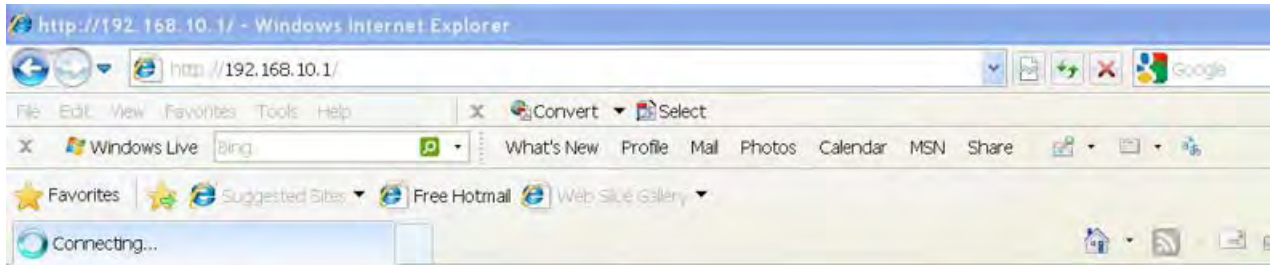 http://192.168.10.1/ - Windows Internet Explorer
http://192.168.10.1/ Google
File Edit View Favorites Tools Help X Convert Select
X Windows Live Bing What's New Profile Mail Photos Calendar MSN Share
Favorites Suggested Sites Free Hotmail Web Slice Gallery
Connecting...